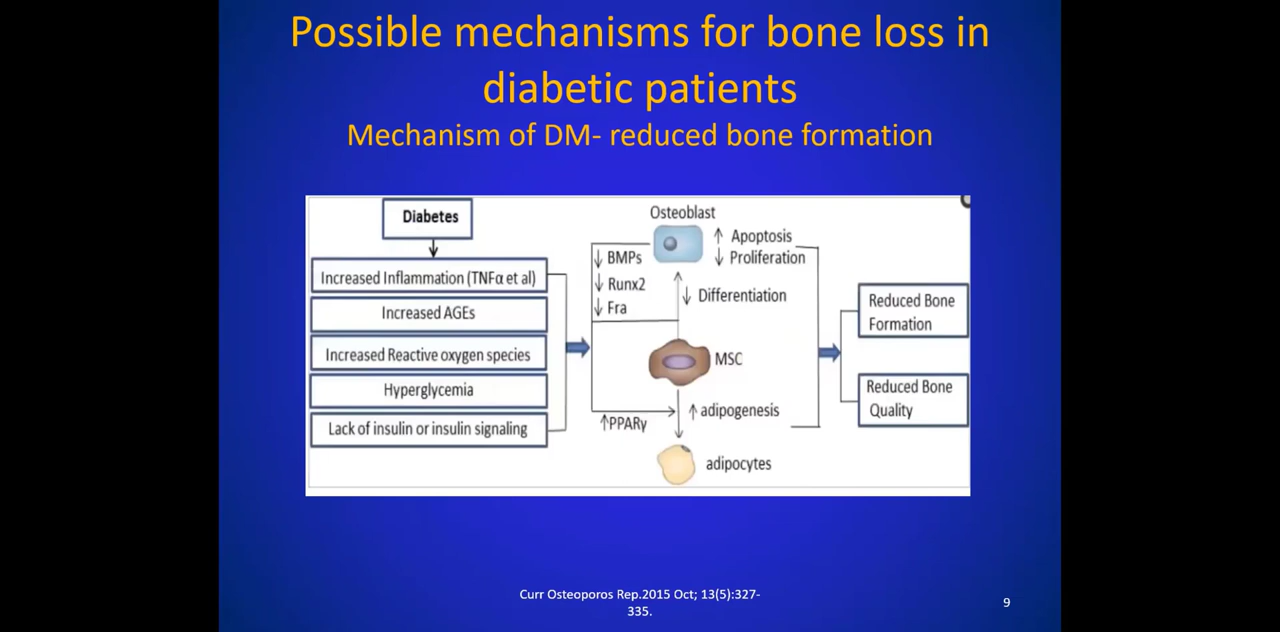 Possible mechanisms for bone loss in
diabetic patients
Mechanism of DM- reduced bone formation
Diabetes
Increased Inflammation (TNFα et al)
Increased AGEs
Increased Reactive oxygen species
Hyperglycemia
Lack of insulin or insulin signaling
Osteoblast
↑ Apoptosis
↓ Proliferation
↓ BMPs
↓ Runx2
↓ Fra
↓ Differentiation
MSC
↑PPARγ
↑ adipogenesis
adipocytes
Reduced Bone
Formation
Reduced Bone
Quality
Curr Osteoporos Rep.2015 Oct; 13(5):327-
335.
9